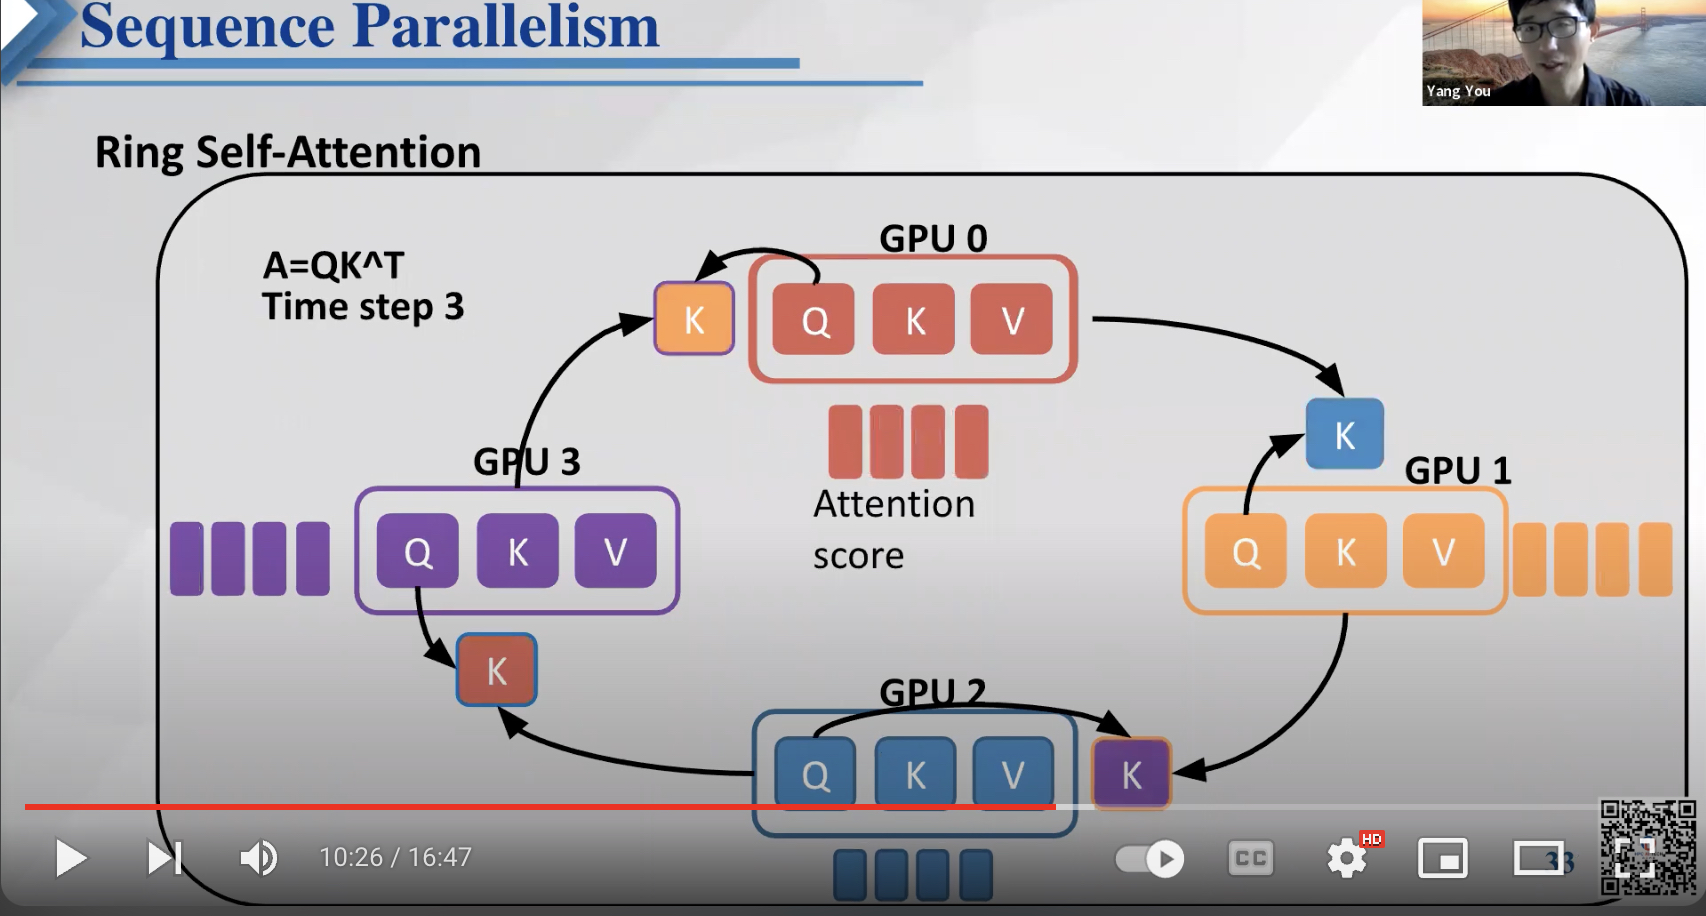 Sequence Parallelism
Yang You
Ring Self-Attention
A=QK^T
Time step 3
GPU 0
K
Q K V
K
GPU 3
Attention
score
GPU 1
Q K V
Q K V
K
GPU 2
Q K V
K
10:26 / 16:47
CC
HD
33